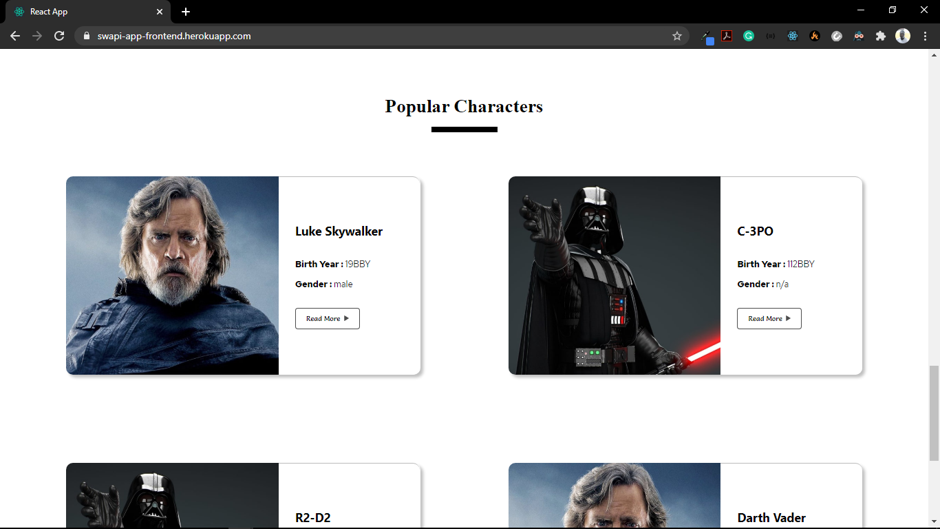 React App
swapi-app-frontend.herokuapp.com
Popular Characters
Luke Skywalker
Birth Year : 19BBY
Gender : male
Read More ▶
C-3PO
Birth Year : 112BBY
Gender : n/a
Read More ▶
R2-D2
Darth Vader